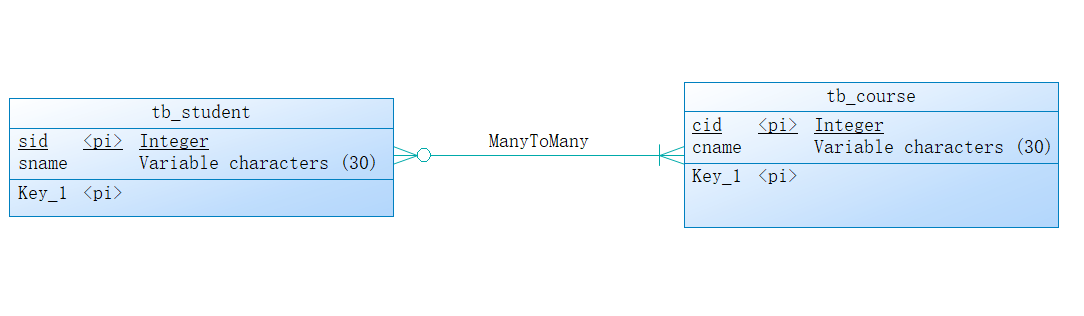 tb_student
sid <pi> Integer
sname Variable characters (30)
Key_1 <pi>
ManyToMany
tb_course
cid <pi> Integer
cname Variable characters (30)
Key_1 <pi>